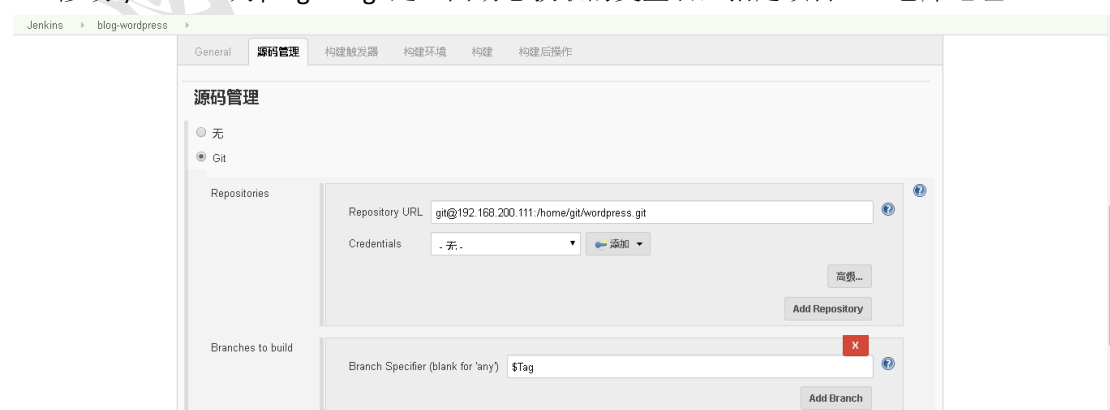 Jenkins blog-wordpress
General 源码管理 构建触发器 构建环境 构建 构建后操作
源码管理
无
Git
Repositories
Repository URL git@192.168.200.111:/home/git/wordpress.git
Credentials - 无 - 添加
高级...
Add Repository
Branches to build
X
Branch Specifier (blank for 'any') $Tag
Add Branch